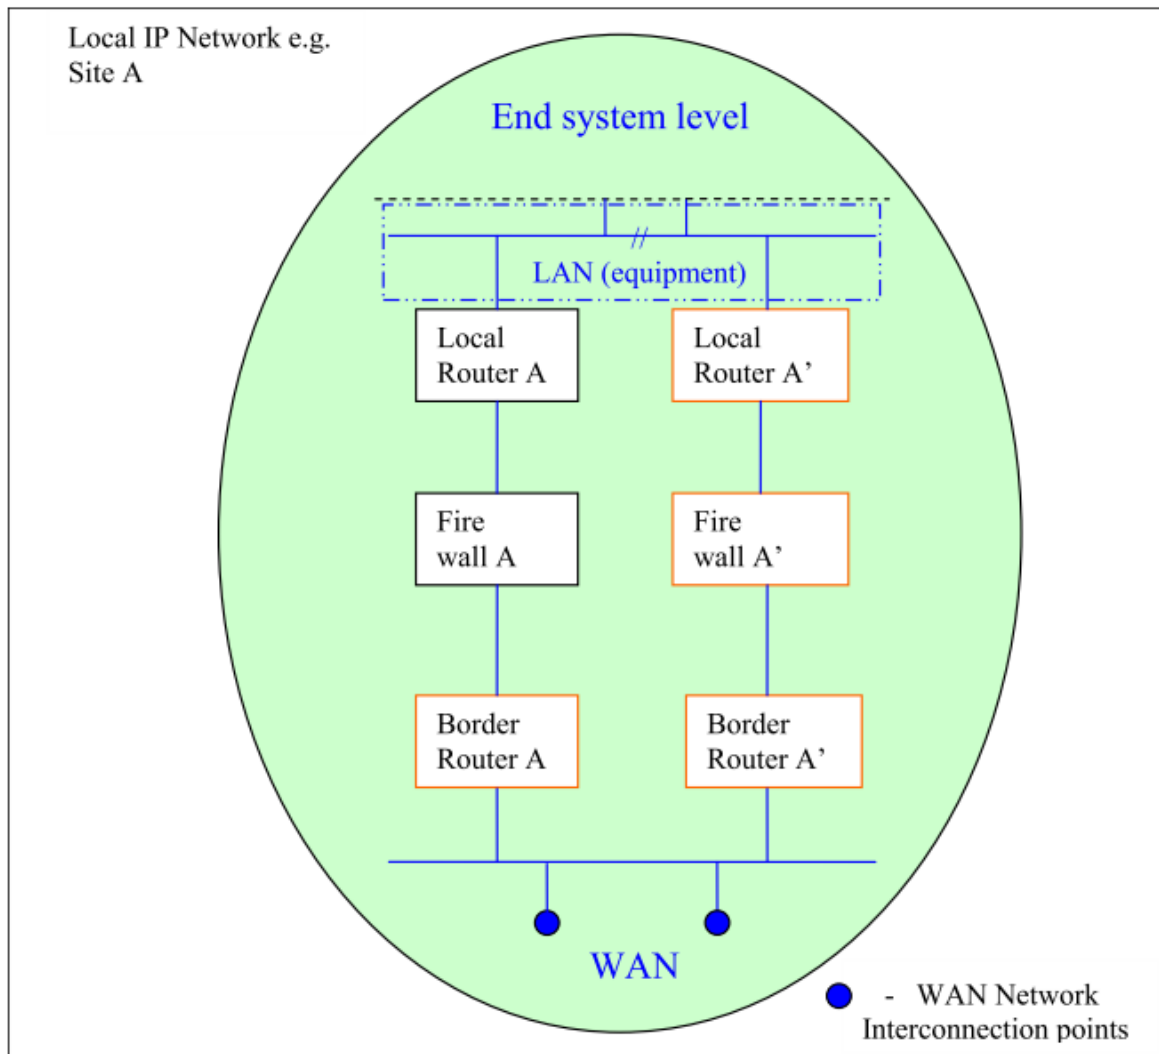 Local IP Network e.g.
Site A
End system level
//
LAN (equipment)
Local
Router A
Local
Router A’
Fire
wall A
Fire
wall A’
Border
Router A
Border
Router A’
WAN
- WAN Network
Interconnection points